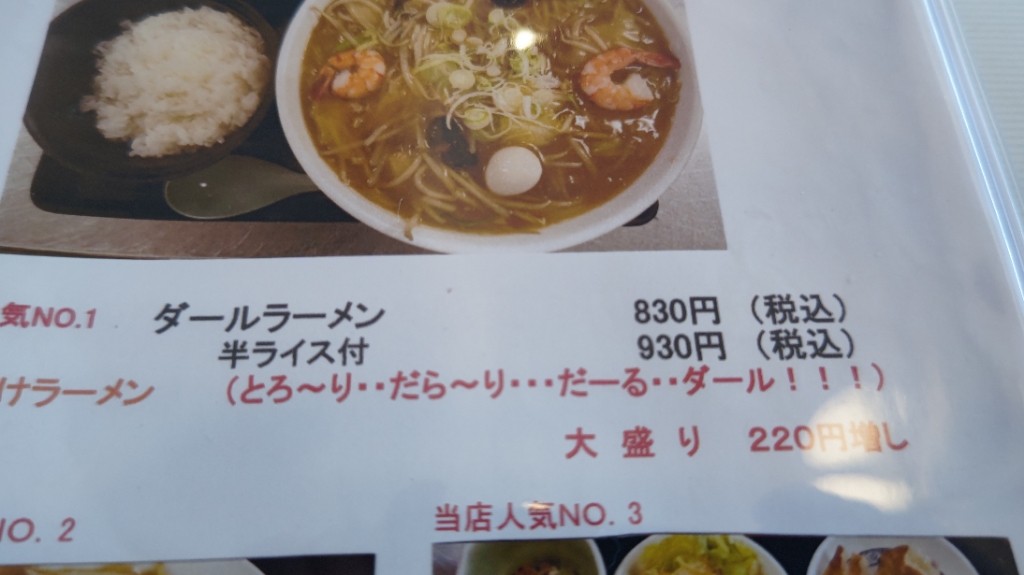 気NO.1 ダールラーメン 830円 （税込）
半ライス付 930円 （税込）
けラーメン （とろ～り・・だら～り・・・だーる・・ダール！！！）
大 盛 り 220円増し
NO. 2
当店人気NO. 3